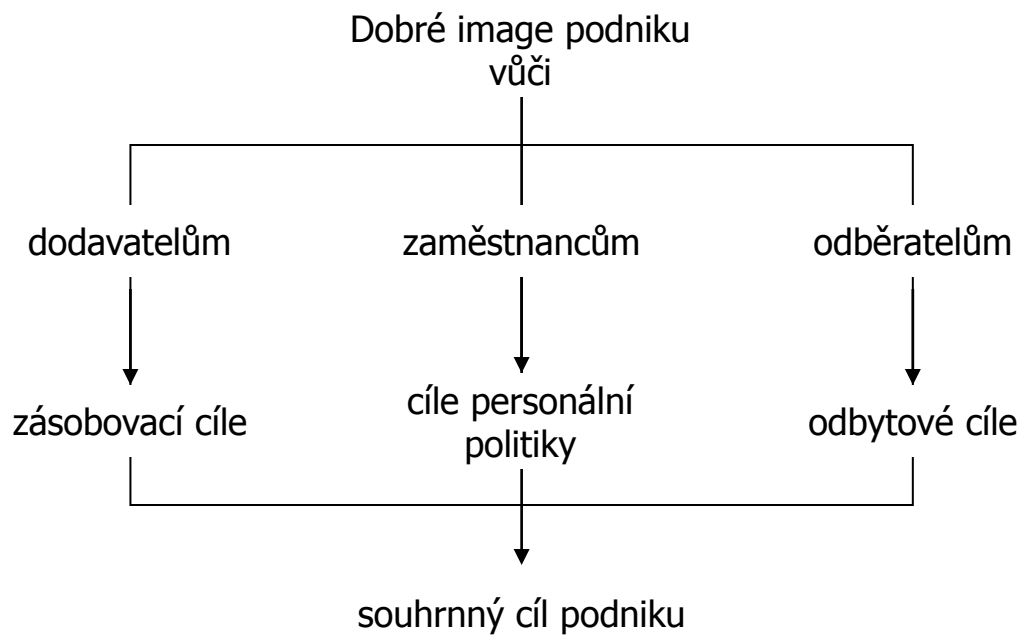 Dobré image podniku
vůči
dodavatelům
zaměstnancům
odběratelům
zásobovací cíle
cíle personální
politiky
odbytové cíle
souhrnný cíl podniku